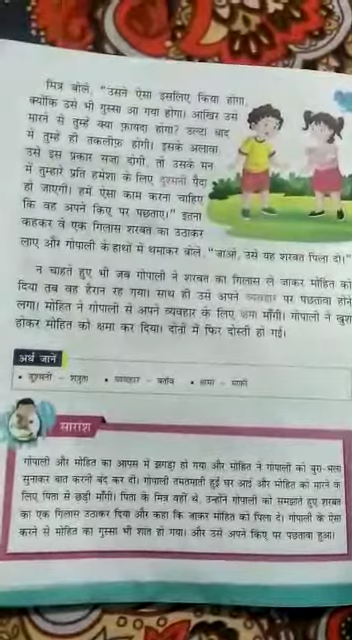 मित्र बोले, "उसने ऐसा इसलिए किया होगा,
क्योंकि उसे भी गुस्सा आ गया होगा। आखिर उसे
मारने से तुम्हें क्या फ़ायदा होगा? उल्टा बाद
में तुम्हें ही तकलीफ़ होगी। इसके अलावा
उसे इस प्रकार सज़ा दोगी, तो उसके मन
में तुम्हारे प्रति हमेशा के लिए दुश्मनी पैदा
हो जाएगी। हमें ऐसा काम करना चाहिए
कि वह अपने किए पर पछताए।" इतना
कहकर वे एक गिलास शरबत का उठाकर
लाए और गोपाली के हाथों में थमाकर बोले, "जाओ, उसे यह शरबत पिला दो।"
न चाहते हुए भी जब गोपाली ने शरबत का गिलास ले जाकर मोहित को
दिया तब वह हैरान रह गया। साथ ही उसे अपने व्यवहार पर पछतावा होने
लगा। मोहित ने गोपाली से अपने व्यवहार के लिए क्षमा माँगी। गोपाली ने खुश
होकर मोहित को क्षमा कर दिया। दोनों में फिर दोस्ती हो गई।
अर्थ जानें
• दुश्मनी – शत्रुता • व्यवहार – बर्ताव • क्षमा – माफ़ी
सारांश
गोपाली और मोहित का आपस में झगड़ा हो गया और मोहित ने गोपाली को बुरा-भला
सुनाकर बात करनी बंद कर दी। गोपाली तमतमाती हुई घर आई और मोहित को मारने के
लिए पिता से छड़ी माँगी। पिता के मित्र वहीं थे, उन्होंने गोपाली को समझाते हुए शरबत
का एक गिलास उठाकर दिया और कहा कि जाकर मोहित को पिला दे। गोपाली के ऐसा
करने से मोहित का गुस्सा भी शांत हो गया। और उसे अपने किए पर पछतावा हुआ।